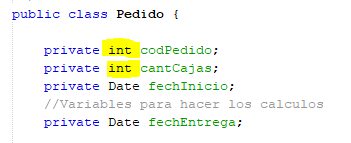 public class Pedido {
private int codPedido;
private int cantCajas;
private Date fechInicio;
//Variables para hacer los calculos
private Date fechEntrega;